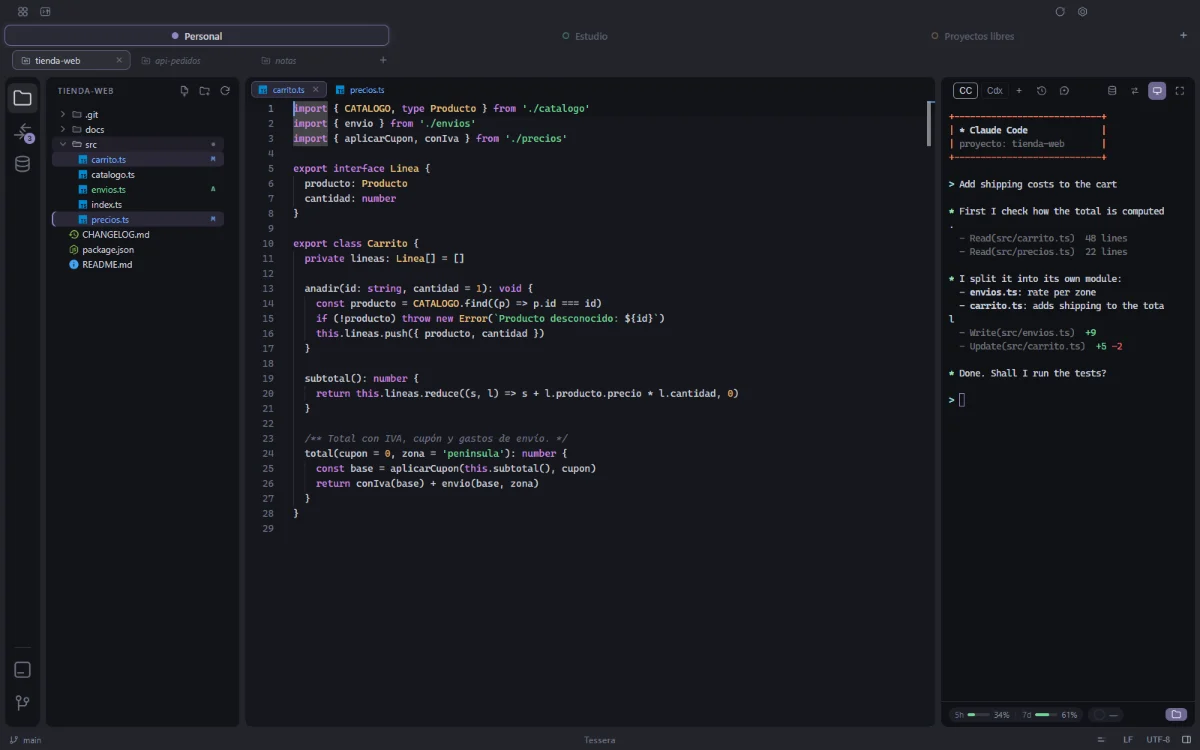 Personal
Estudio
Proyectos libres
+
tienda-web ×
api-pedidos
notas
+
TIENDA-WEB
.git
docs
src
carrito.ts M
catalogo.ts
envios.ts A
index.ts
precios.ts M
CHANGELOG.md
package.json
README.md
3
carrito.ts ×
precios.ts
1 import { CATALOGO, type Producto } from './catalogo'
2 import { envio } from './envios'
3 import { aplicarCupon, conIva } from './precios'
4
5 export interface Linea {
6 producto: Producto
7 cantidad: number
8 }
9
10 export class Carrito {
11 private lineas: Linea[] = []
12
13 anadir(id: string, cantidad = 1): void {
14 const producto = CATALOGO.find((p) => p.id === id)
15 if (!producto) throw new Error(`Producto desconocido: ${id}`)
16 this.lineas.push({ producto, cantidad })
17 }
18
19 subtotal(): number {
20 return this.lineas.reduce((s, l) => s + l.producto.precio * l.cantidad, 0)
21 }
22
23 /** Total con IVA, cupón y gastos de envío. */
24 total(cupon = 0, zona = 'peninsula'): number {
25 const base = aplicarCupon(this.subtotal(), cupon)
26 return conIva(base) + envio(base, zona)
27 }
28 }
29
CC Cdx +
+---------------------------+
| * Claude Code |
| proyecto: tienda-web |
+---------------------------+
> Add shipping costs to the cart
* First I check how the total is computed
.
– Read(src/carrito.ts) 48 lines
– Read(src/precios.ts) 22 lines
* I split it into its own module:
– envios.ts: rate per zone
– carrito.ts: adds shipping to the tota
l
– Write(src/envios.ts) +9
– Update(src/carrito.ts) +5 −2
* Done. Shall I run the tests?
>
5h 34% 7d 61% —
main
Tessera
LF UTF-8